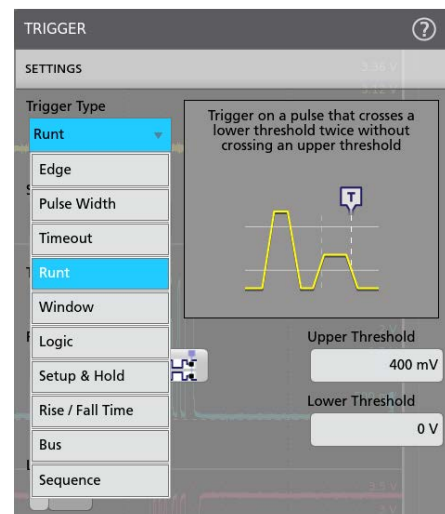 TRIGGER
?
SETTINGS
Trigger Type
Runt
Edge
Pulse Width
Timeout
Runt
Window
Logic
Setup & Hold
Rise / Fall Time
Bus
Sequence
Trigger on a pulse that crosses a
lower threshold twice without
crossing an upper threshold
T
Upper Threshold
400 mV
Lower Threshold
0 V